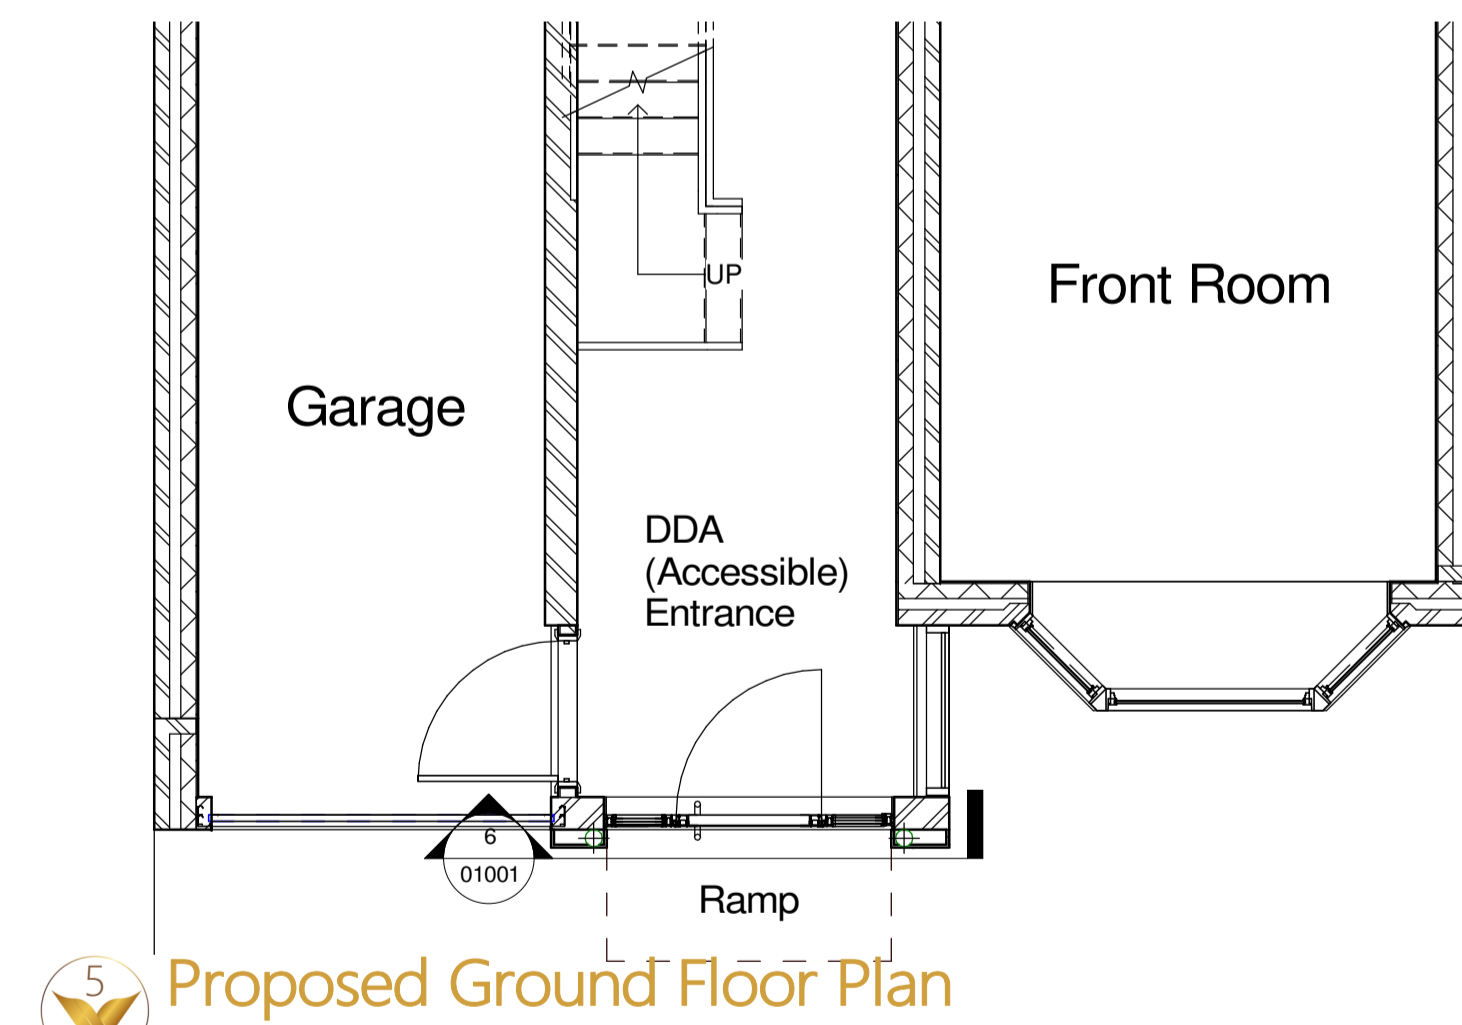 UP
Front Room
Garage
DDA
(Accessible)
Entrance
6
01001
Ramp
5
Proposed Ground Floor Plan